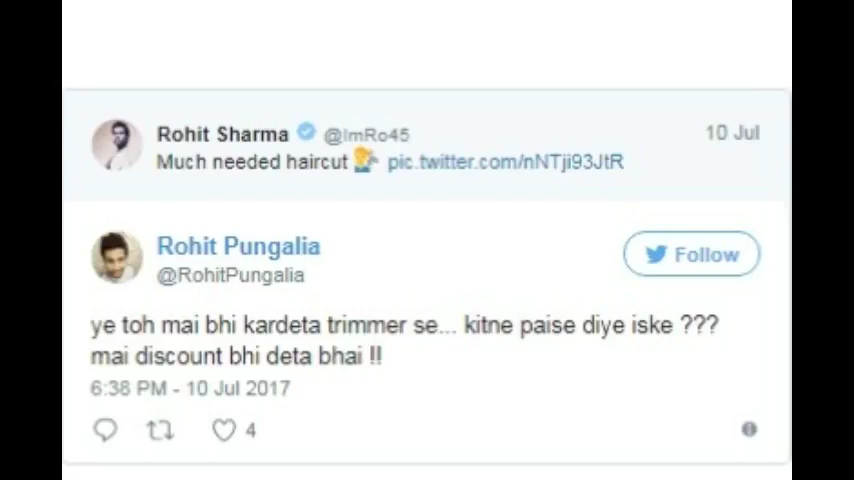 Rohit Sharma @ImRo45 10 Jul
Much needed haircut 💇‍♂️ pic.twitter.com/nNTji93JtR
Rohit Pungalia Follow
@RohitPungalia
ye toh mai bhi kardeta trimmer se... kitne paise diye iske ???
mai discount bhi deta bhai !!
6:38 PM - 10 Jul 2017
4